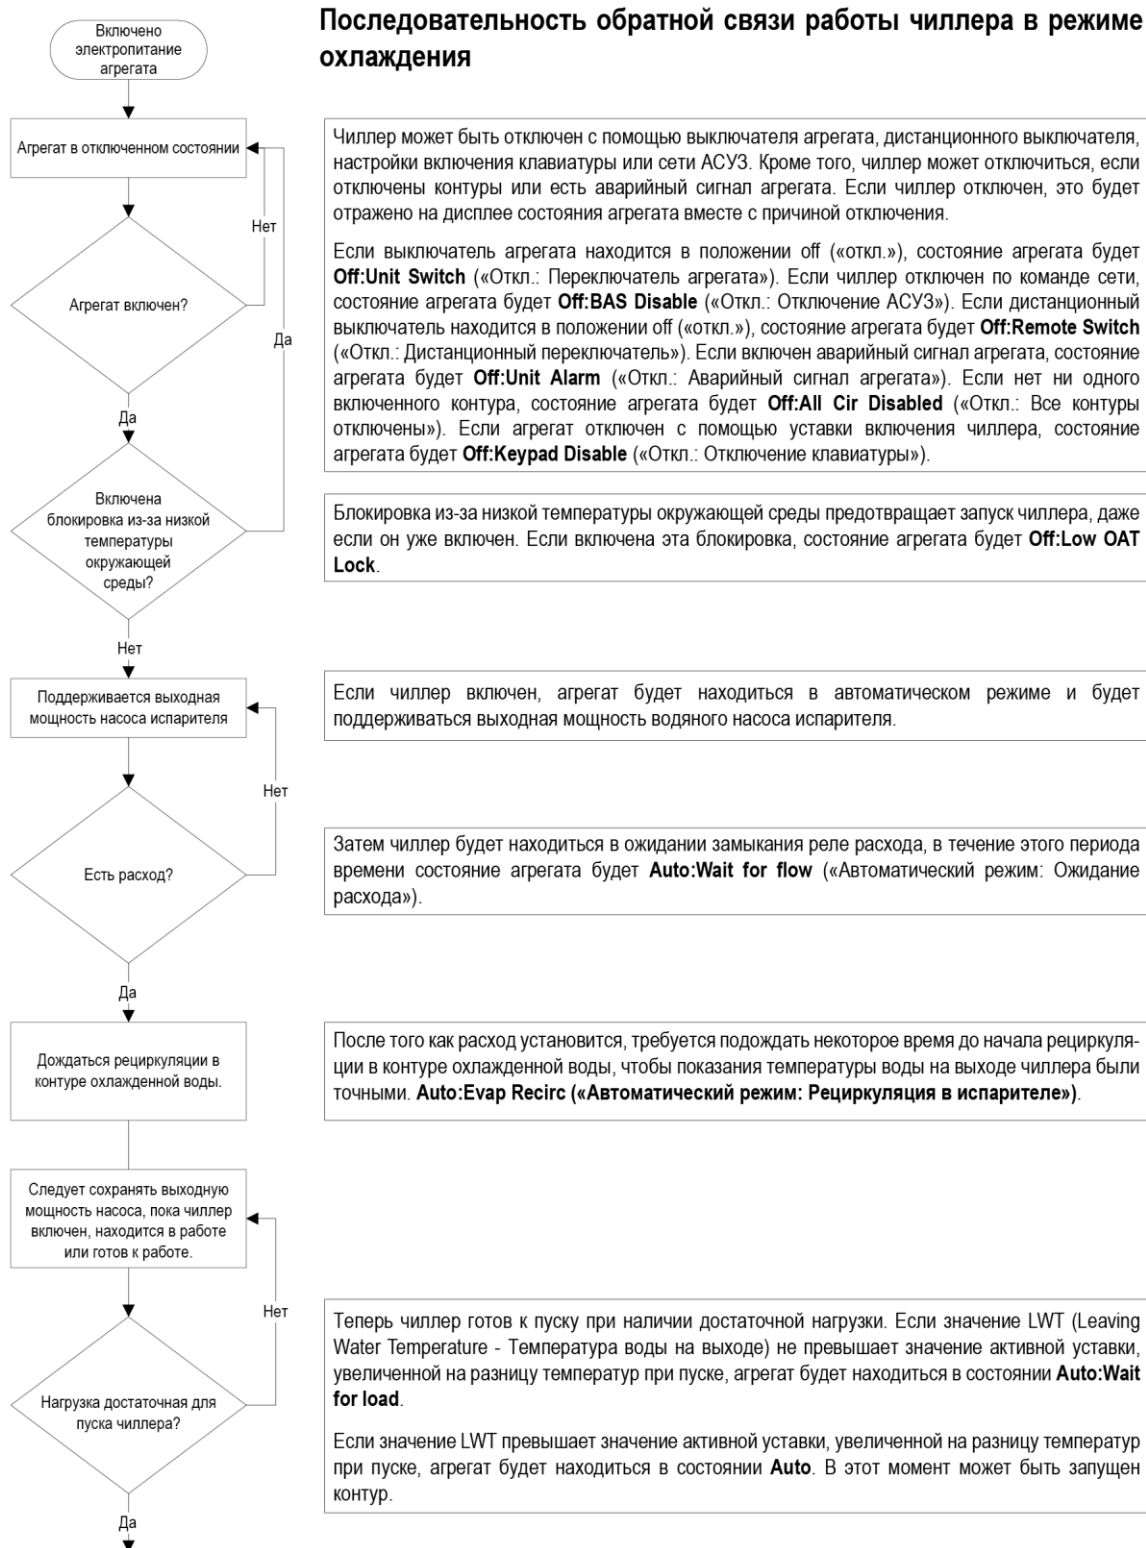 Последовательность обратной связи работы чиллера в режиме
охлаждения
Включено
электропитание
агрегата
Агрегат в отключенном состоянии
Чиллер может быть отключен с помощью выключателя агрегата, дистанционного выключателя,
настройки включения клавиатуры или сети АСУЗ. Кроме того, чиллер может отключиться, если
отключены контуры или есть аварийный сигнал агрегата. Если чиллер отключен, это будет
отражено на дисплее состояния агрегата вместе с причиной отключения.
Нет
Агрегат включен?
Да
Да
Если выключатель агрегата находится в положении off («откл.»), состояние агрегата будет
Off:Unit Switch («Откл.: Переключатель агрегата»). Если чиллер отключен по команде сети,
состояние агрегата будет Off:BAS Disable («Откл.: Отключение АСУЗ»). Если дистанционный
выключатель находится в положении off («откл.»), состояние агрегата будет Off:Remote Switch
(«Откл.: Дистанционный переключатель»). Если включен аварийный сигнал агрегата, состояние
агрегата будет Off:Unit Alarm («Откл.: Аварийный сигнал агрегата»). Если нет ни одного
включенного контура, состояние агрегата будет Off:All Cir Disabled («Откл.: Все контуры
отключены»). Если агрегат отключен с помощью уставки включения чиллера, состояние
агрегата будет Off:Keypad Disable («Откл.: Отключение клавиатуры»).
Включена
блокировка из-за низкой
температуры
окружающей
среды?
Блокировка из-за низкой температуры окружающей среды предотвращает запуск чиллера, даже
если он уже включен. Если включена эта блокировка, состояние агрегата будет Off:Low OAT
Lock.
Нет
Поддерживается выходная
мощность насоса испарителя
Если чиллер включен, агрегат будет находиться в автоматическом режиме и будет
поддерживаться выходная мощность водяного насоса испарителя.
Нет
Есть расход?
Затем чиллер будет находиться в ожидании замыкания реле расхода, в течение этого периода
времени состояние агрегата будет Auto:Wait for flow («Автоматический режим: Ожидание
расхода»).
Да
Дождаться рециркуляции в
контуре охлажденной воды.
После того как расход установится, требуется подождать некоторое время до начала рециркуля-
ции в контуре охлажденной воды, чтобы показания температуры воды на выходе чиллера были
точными. Auto:Evap Recirc («Автоматический режим: Рециркуляция в испарителе»).
Следует сохранять выходную
мощность насоса, пока чиллер
включен, находится в работе
или готов к работе.
Нет
Нагрузка достаточная для
пуска чиллера?
Теперь чиллер готов к пуску при наличии достаточной нагрузки. Если значение LWT (Leaving
Water Temperature - Температура воды на выходе) не превышает значение активной уставки,
увеличенной на разницу температур при пуске, агрегат будет находиться в состоянии Auto:Wait
for load.
Если значение LWT превышает значение активной уставки, увеличенной на разницу температур
при пуске, агрегат будет находиться в состоянии Auto. В этот момент может быть запущен
контур.
Да